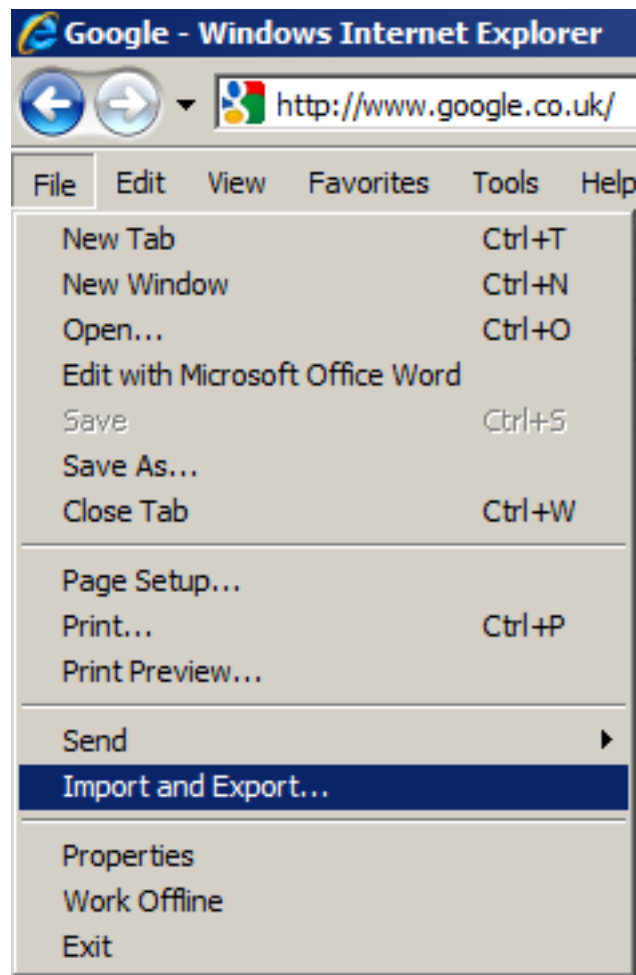 Google - Windows Internet Explorer
http://www.google.co.uk/
File Edit View Favorites Tools Help
New Tab Ctrl+T
New Window Ctrl+N
Open... Ctrl+O
Edit with Microsoft Office Word
Save Ctrl+S
Save As...
Close Tab Ctrl+W
Page Setup...
Print... Ctrl+P
Print Preview...
Send
Import and Export...
Properties
Work Offline
Exit